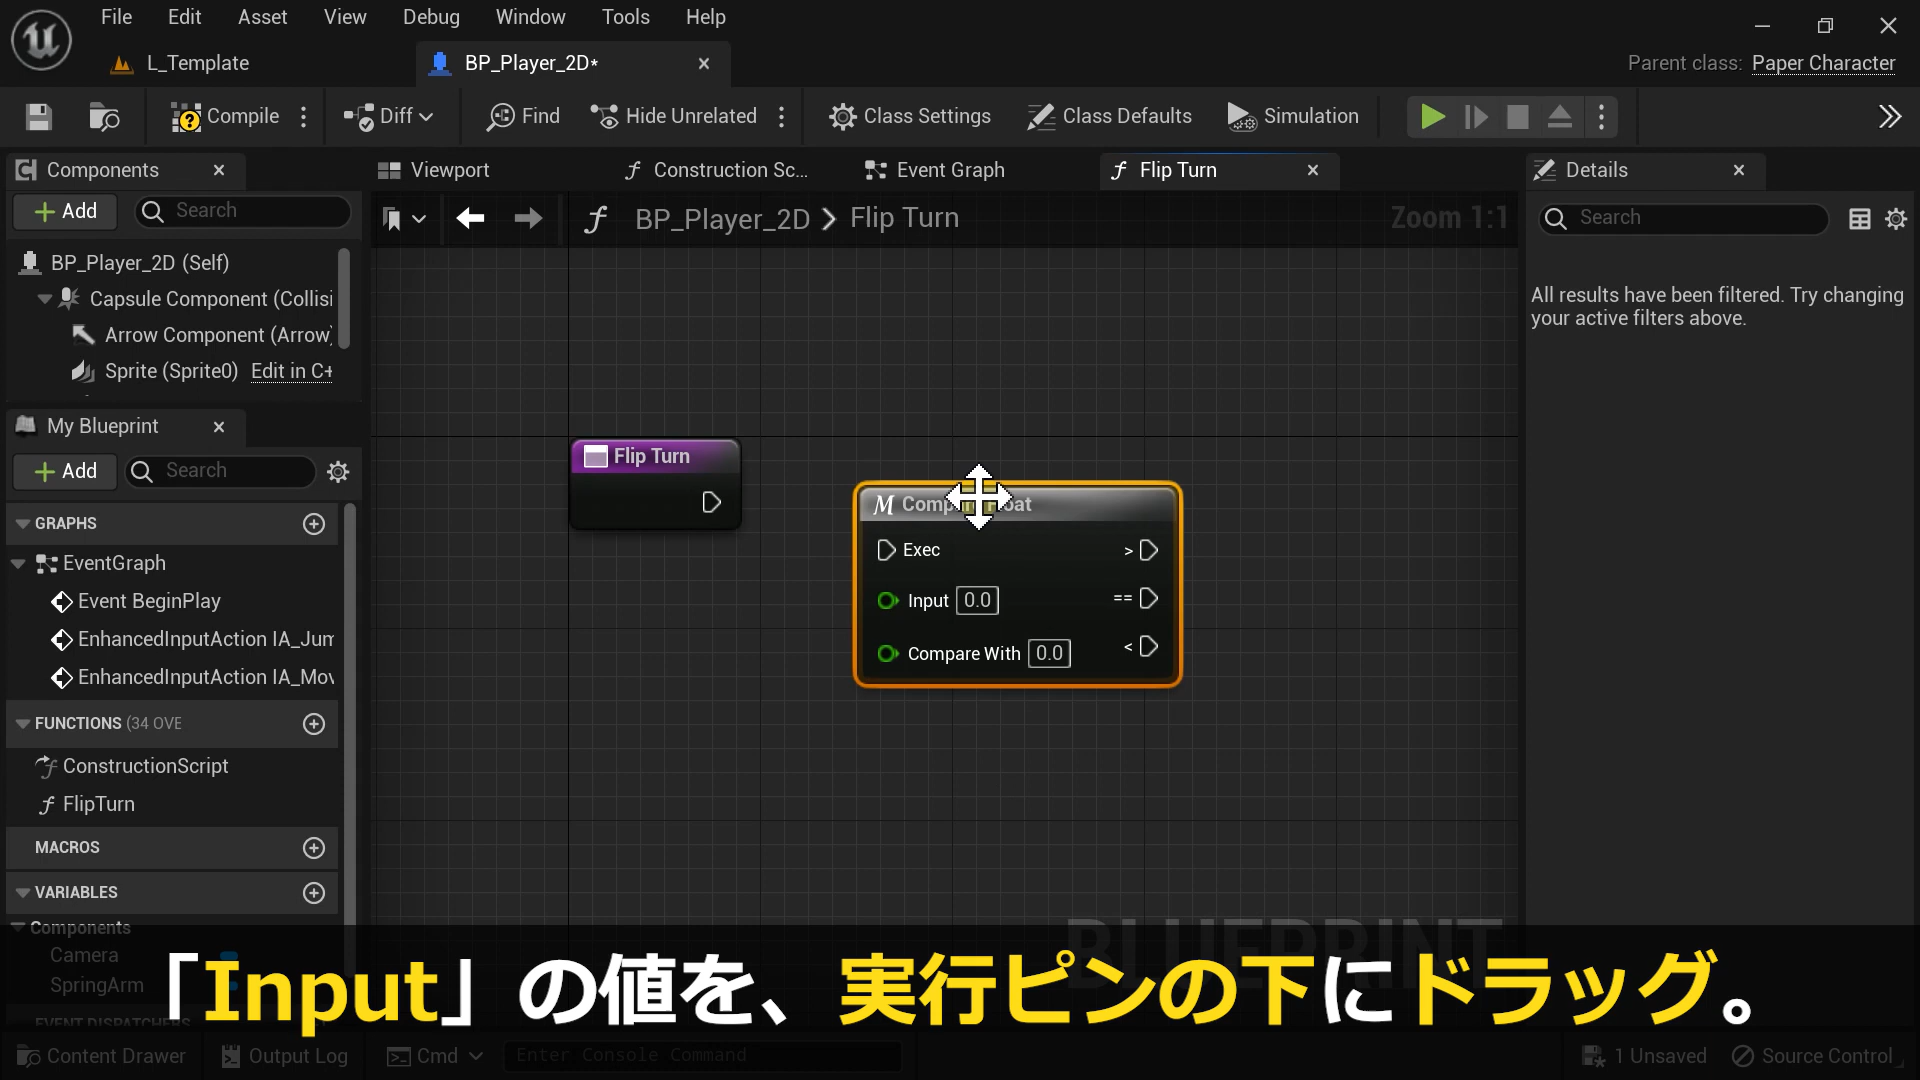 File Edit Asset View Debug Window Tools Help
L_Template
BP_Player_2D*
Parent class: Paper Character
Compile
Diff
Find
Hide Unrelated
Class Settings
Class Defaults
Simulation
Components
Viewport
Construction Sc...
Event Graph
Flip Turn
Details
Add
Search
BP_Player_2D > Flip Turn
Zoom 1:1
Search
BP_Player_2D (Self)
Capsule Component (Collisi
Arrow Component (Arrow)
Sprite (Sprite0) Edit in C+
All results have been filtered. Try changing
your active filters above.
My Blueprint
Add
Search
GRAPHS
EventGraph
Event BeginPlay
EnhancedInputAction IA_Jum
EnhancedInputAction IA_Mov
FUNCTIONS (34 OVE
ConstructionScript
FlipTurn
MACROS
VARIABLES
Components
Camera
SpringArm
EVENT DISPATCHERS
Flip Turn
Exec >
Input 0.0 ==
Compare With 0.0 <
BLUEPRINT
「Input」の値を、実行ピンの下にドラッグ。
Content Drawer
Output Log
Cmd
Enter Console Command
1 Unsaved
Source Control